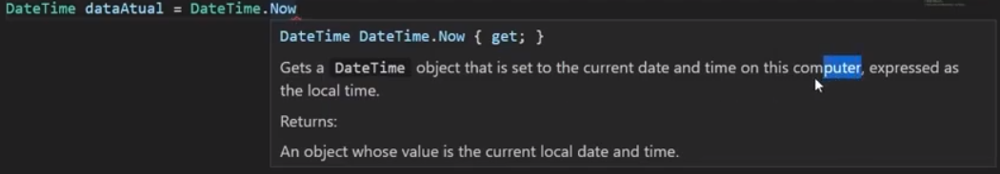 DateTime dataAtual = DateTime.Now
DateTime DateTime.Now { get; }
Gets a DateTime object that is set to the current date and time on this computer, expressed as
the local time.
Returns:
An object whose value is the current local date and time.